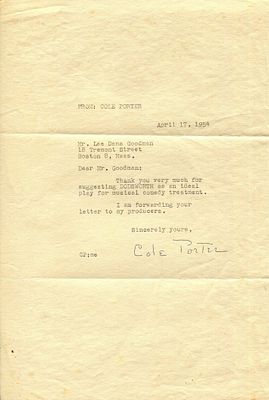 FROM: COLE PORTER
April 17, 1954
Mr. Lee Dana Goodman
18 Tremont Street
Boston 8, Mass.
Dear Mr. Goodman:
Thank you very much for
suggesting DODSWORTH as an ideal
play for musical comedy treatment.
I am forwarding your
letter to my producers.
Sincerely yours,
Cole Porter
CP:me